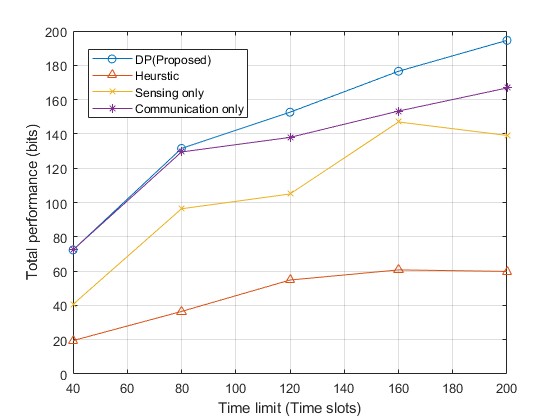 200
180
160
140
120
100
80
60
40
20
0
Total performance (bits)
DP(Proposed)
Heurstic
Sensing only
Communication only
40 60 80 100 120 140 160 180 200
Time limit (Time slots)